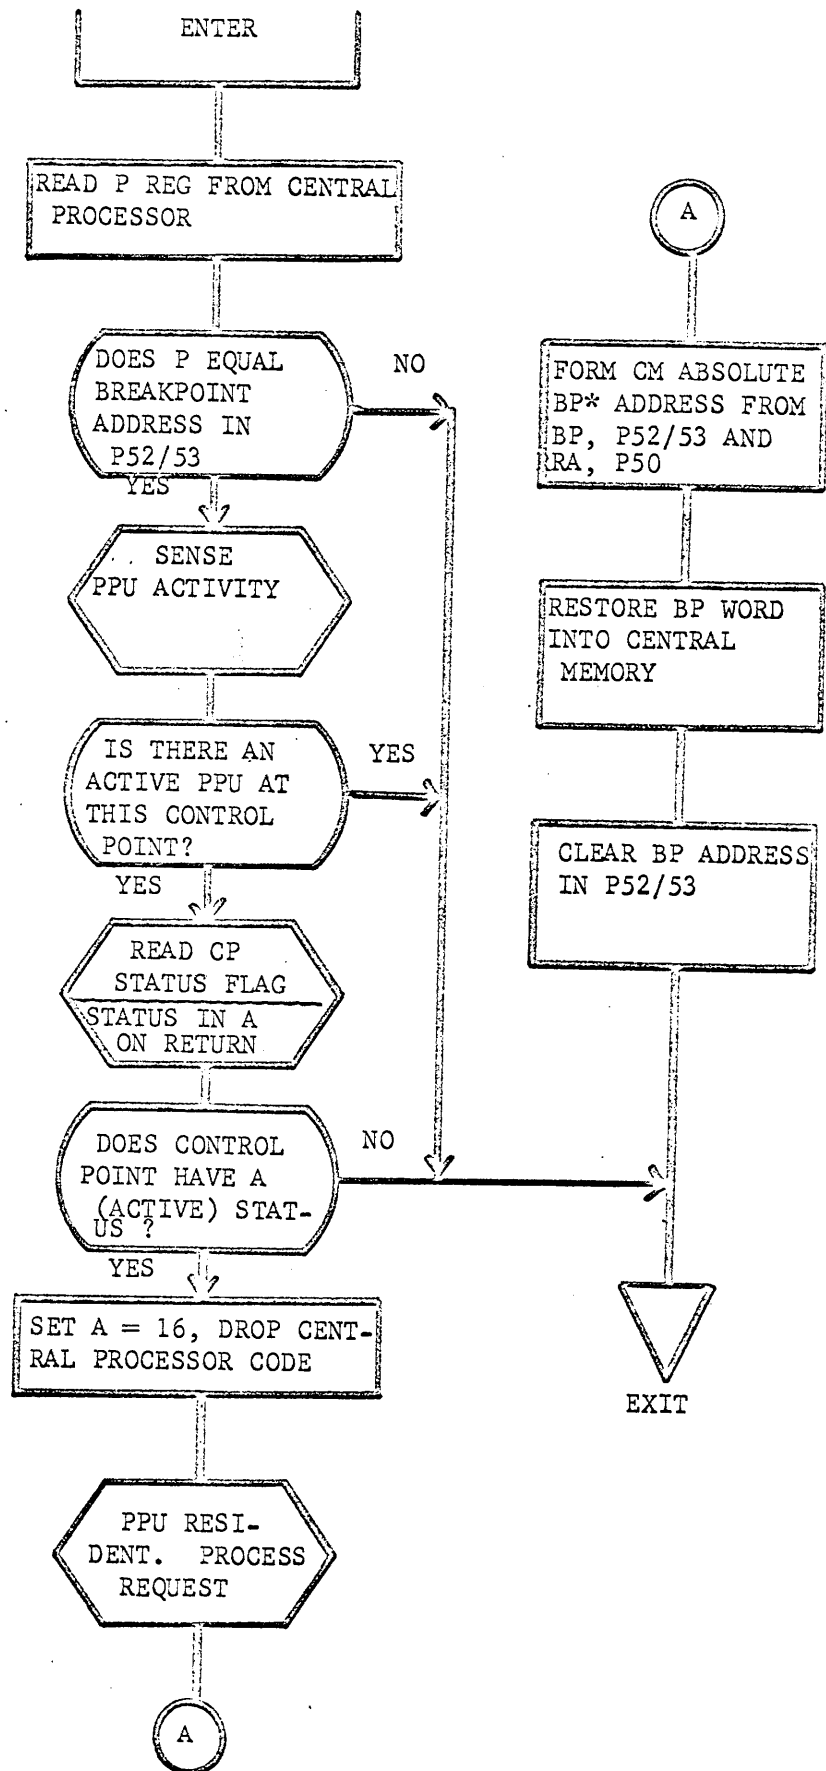 ENTER
READ P REG FROM CENTRAL
PROCESSOR
DOES P EQUAL
BREAKPOINT
ADDRESS IN
P52/53
NO
YES
SENSE
PPU ACTIVITY
IS THERE AN
ACTIVE PPU AT
THIS CONTROL
POINT?
YES
YES
READ CP
STATUS FLAG
STATUS IN A
ON RETURN
DOES CONTROL
POINT HAVE A
(ACTIVE) STAT-
US ?
NO
YES
SET A = 16, DROP CENT-
RAL PROCESSOR CODE
PPU RESI-
DENT. PROCESS
REQUEST
A
A
FORM CM ABSOLUTE
BP* ADDRESS FROM
BP, P52/53 AND
RA, P50
RESTORE BP WORD
INTO CENTRAL
MEMORY
CLEAR BP ADDRESS
IN P52/53
EXIT